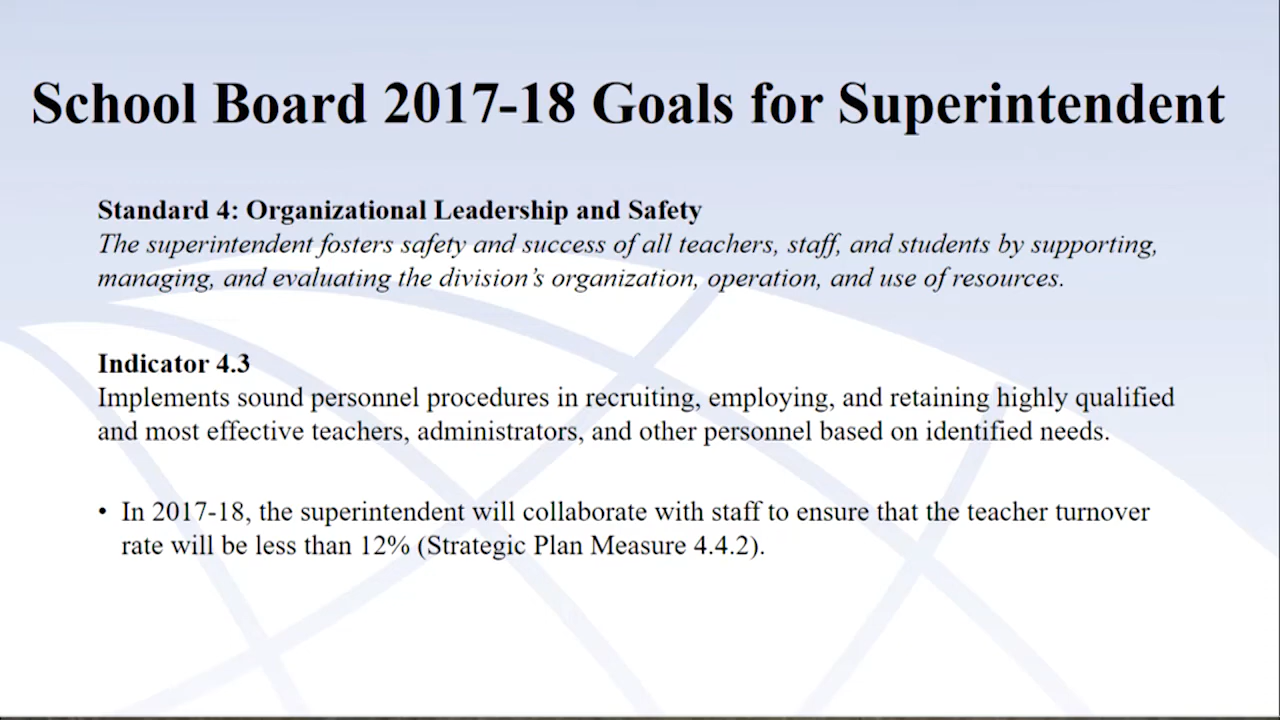 School Board 2017-18 Goals for Superintendent
Standard 4: Organizational Leadership and Safety
The superintendent fosters safety and success of all teachers, staff, and students by supporting,
managing, and evaluating the division’s organization, operation, and use of resources.
Indicator 4.3
Implements sound personnel procedures in recruiting, employing, and retaining highly qualified
and most effective teachers, administrators, and other personnel based on identified needs.
• In 2017-18, the superintendent will collaborate with staff to ensure that the teacher turnover
rate will be less than 12% (Strategic Plan Measure 4.4.2).